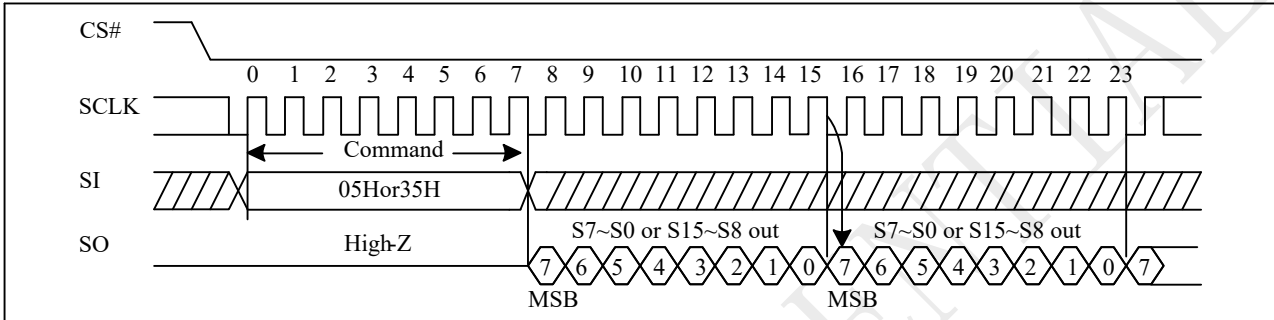 CS#
0 1 2 3 4 5 6 7 8 9 10 11 12 13 14 15 16 17 18 19 20 21 22 23
SCLK
Command
SI
05Hor35H
SO
High-Z
S7~S0 or S15~S8 out
S7~S0 or S15~S8 out
7 6 5 4 3 2 1 0 7 6 5 4 3 2 1 0 7
MSB
MSB